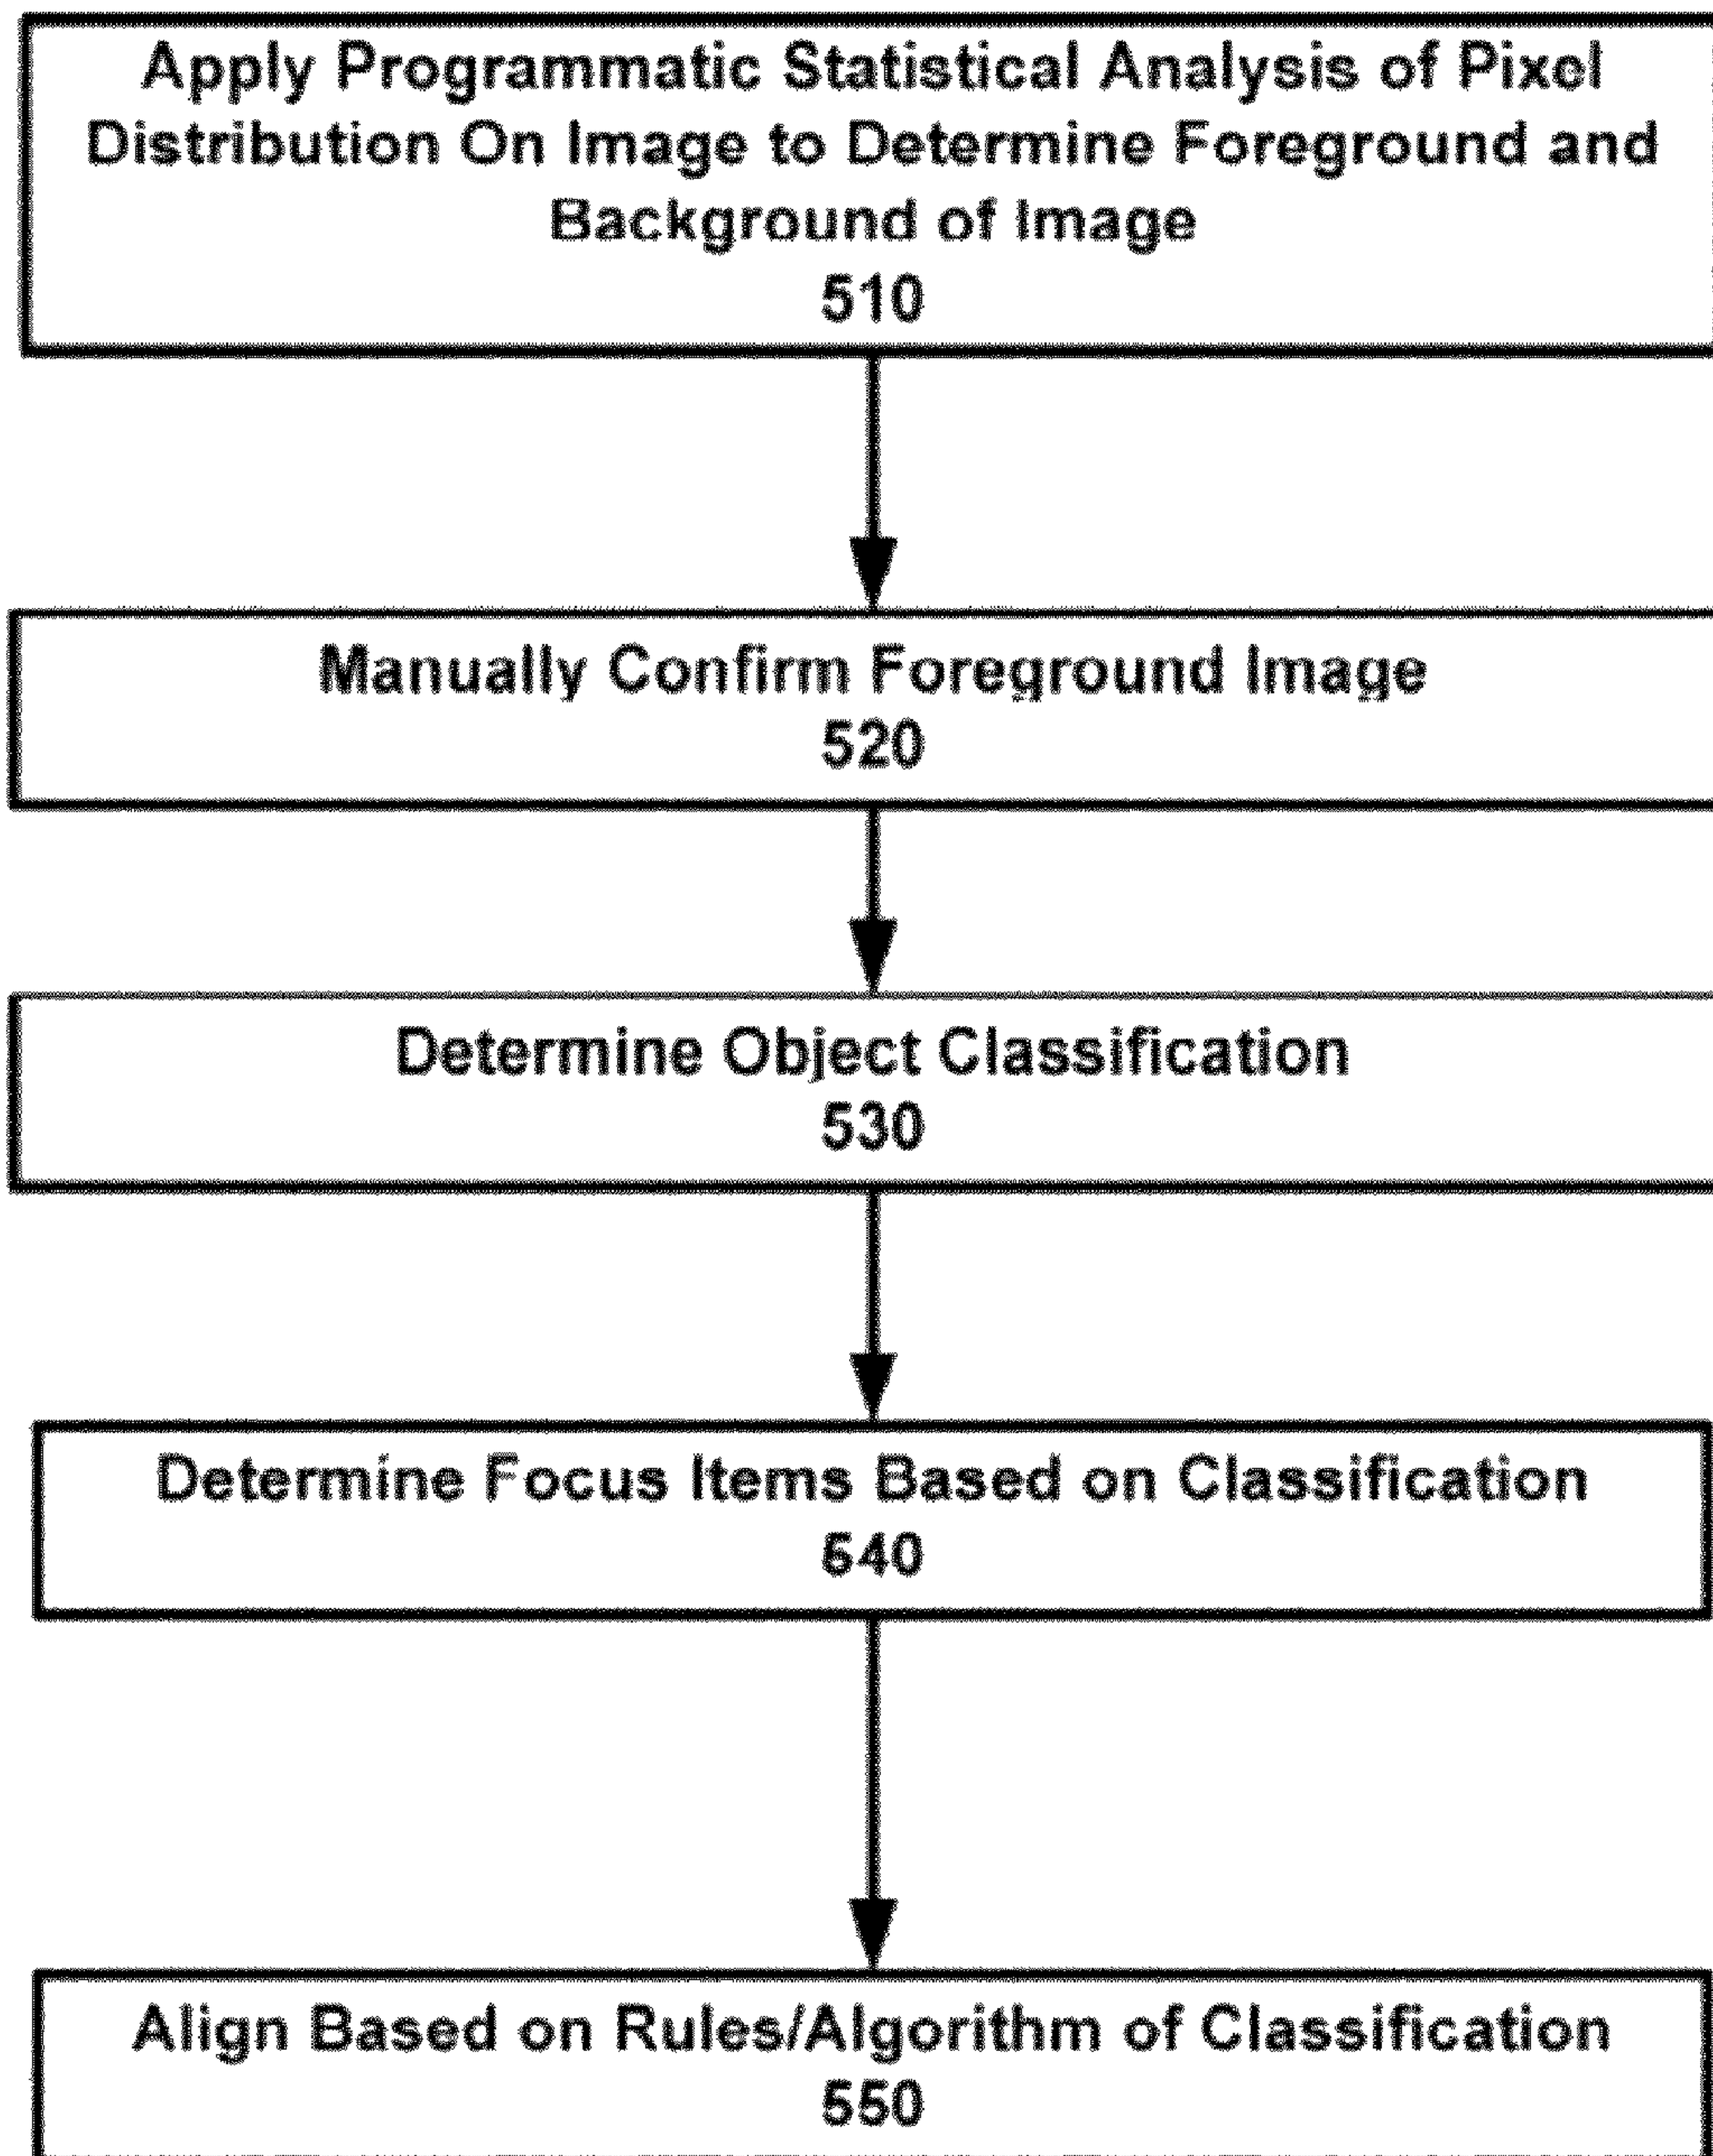 Apply Programmatic Statistical Analysis of Pixel
Distribution On Image to Determine Foreground and
Background of Image
510
Manually Confirm Foreground Image
520
Determine Object Classification
530
Determine Focus Items Based on Classification
540
Align Based on Rules/Algorithm of Classification
550